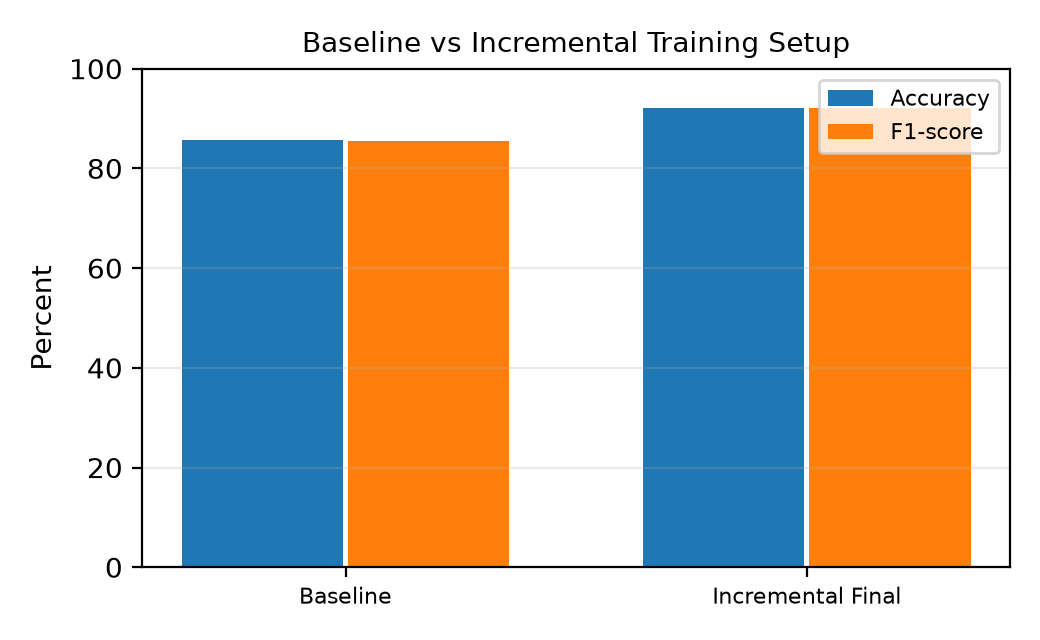 Baseline vs Incremental Training Setup
100
80
60
40
20
0
Percent
Accuracy
F1-score
Baseline
Incremental Final